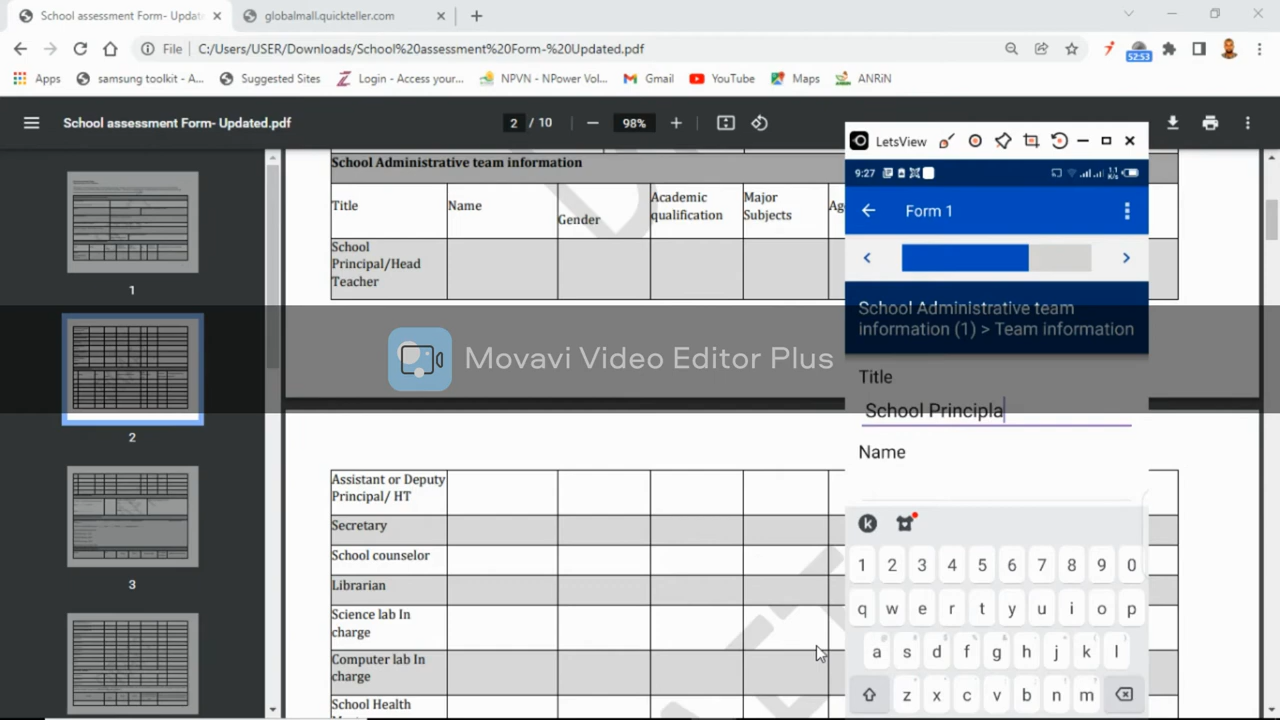 School assessment Form- Updat
globalmall.quickteller.com
File
C:/Users/USER/Downloads/School%20assessment%20Form-%20Updated.pdf
52:53
Apps
samsung toolkit - A...
Suggested Sites
Login - Access your...
NPVN - NPower Vol...
Gmail
YouTube
Maps
ANRiN
School assessment Form- Updated.pdf
2 / 10
98%
1
2
3
School Administrative team information
Title
Name
Gender
Academic
qualification
Major
Subjects
School
Principal/Head
Teacher
Assistant or Deputy
Principal/ HT
Secretary
School counselor
Librarian
Science lab In
charge
Computer lab In
charge
School Health
Movavi Video Editor Plus
LetsView
9:27
Form 1
School Administrative team
information (1) > Team information
Title
School Principla
Name
K
1 2 3 4 5 6 7 8 9 0
q w e r t y u i o p
a s d f g h j k l
z x c v b n m